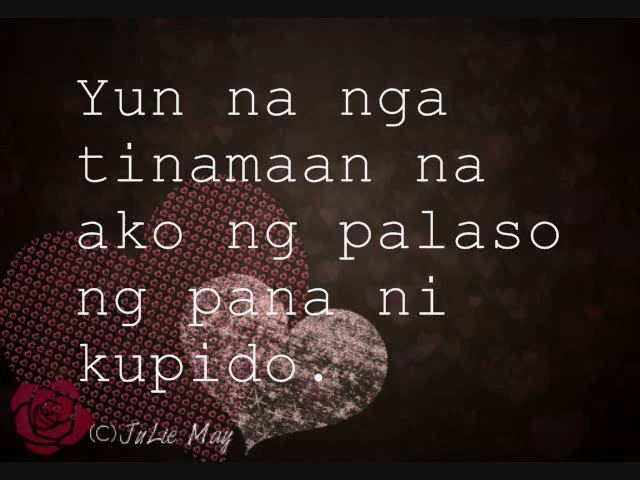 Yun na nga
tinamaan na
ako ng palaso
ng pana ni
kupido.
(C)JuLie May